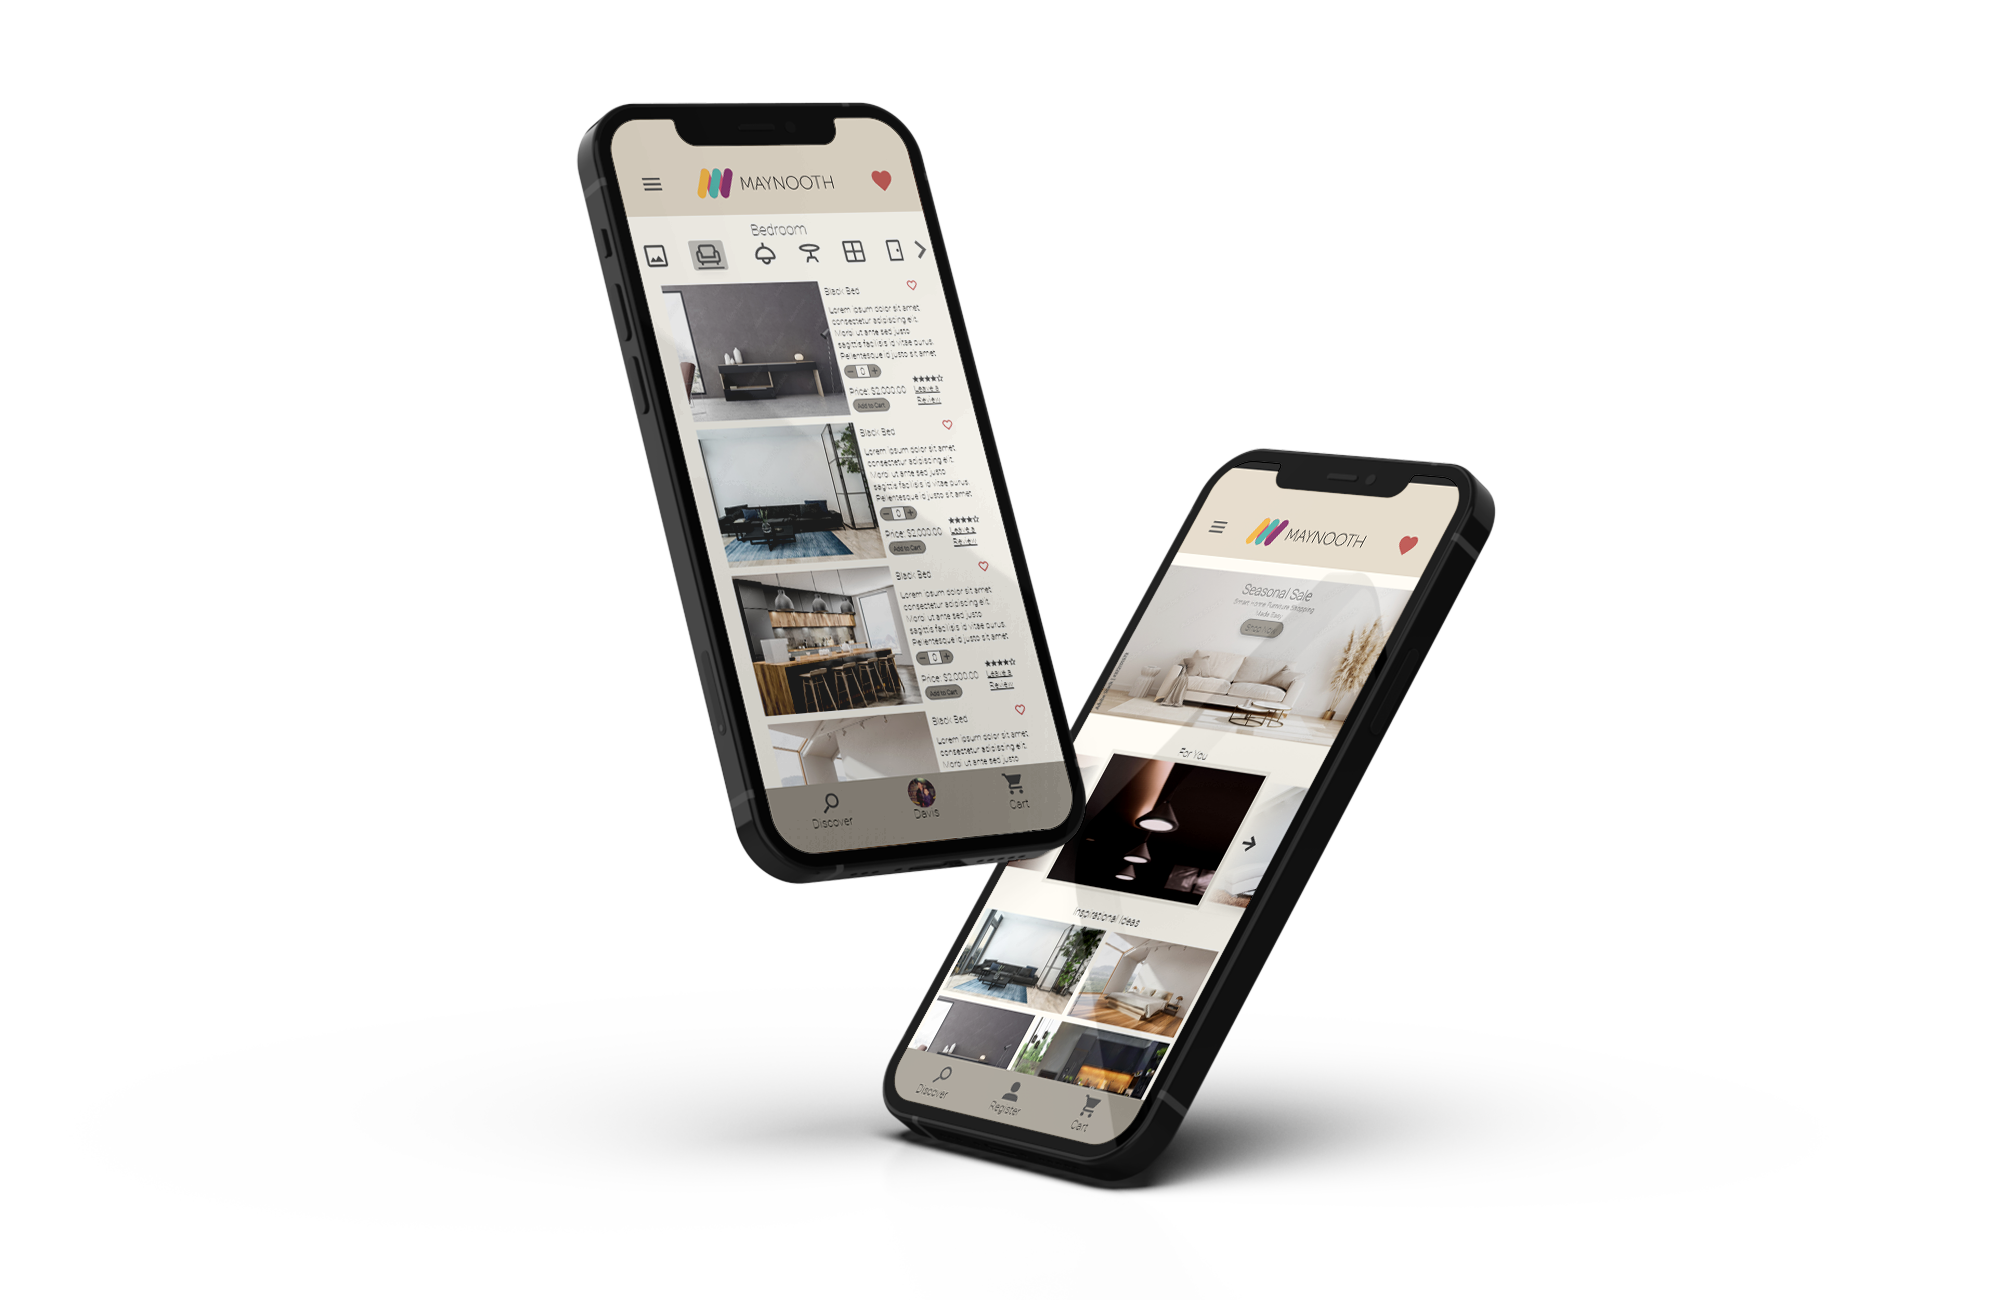 MAYNOOTH
Bedroom
Black Bed
Lorem ipsum dolor sit amet
consectetur adipiscing elit.
Morbi ut ante sed justo
sagittis facilisis id vitae purus.
Pellentesque id justo sit amet
0
Price: $2,000.00
Leave a
Review
Add to Cart
Black Bed
Lorem ipsum dolor sit amet
consectetur adipiscing elit.
Morbi ut ante sed justo
sagittis facilisis id vitae purus.
Pellentesque id justo sit amet
0
Price: $2,000.00
Leave a
Review
Add to Cart
Black Bed
Lorem ipsum dolor sit amet
consectetur adipiscing elit.
Morbi ut ante sed justo
sagittis facilisis id vitae purus.
Pellentesque id justo sit amet
0
Price: $2,000.00
Leave a
Review
Add to Cart
Black Bed
Lorem ipsum dolor sit amet
consectetur adipiscing elit.
Morbi ut ante sed justo
Discover
Davis
Cart
MAYNOOTH
Seasonal Sale
Smart Home Furniture Shopping
Made Easy
Shop Now
For You
Inspirational Ideas
Discover
Register
Cart